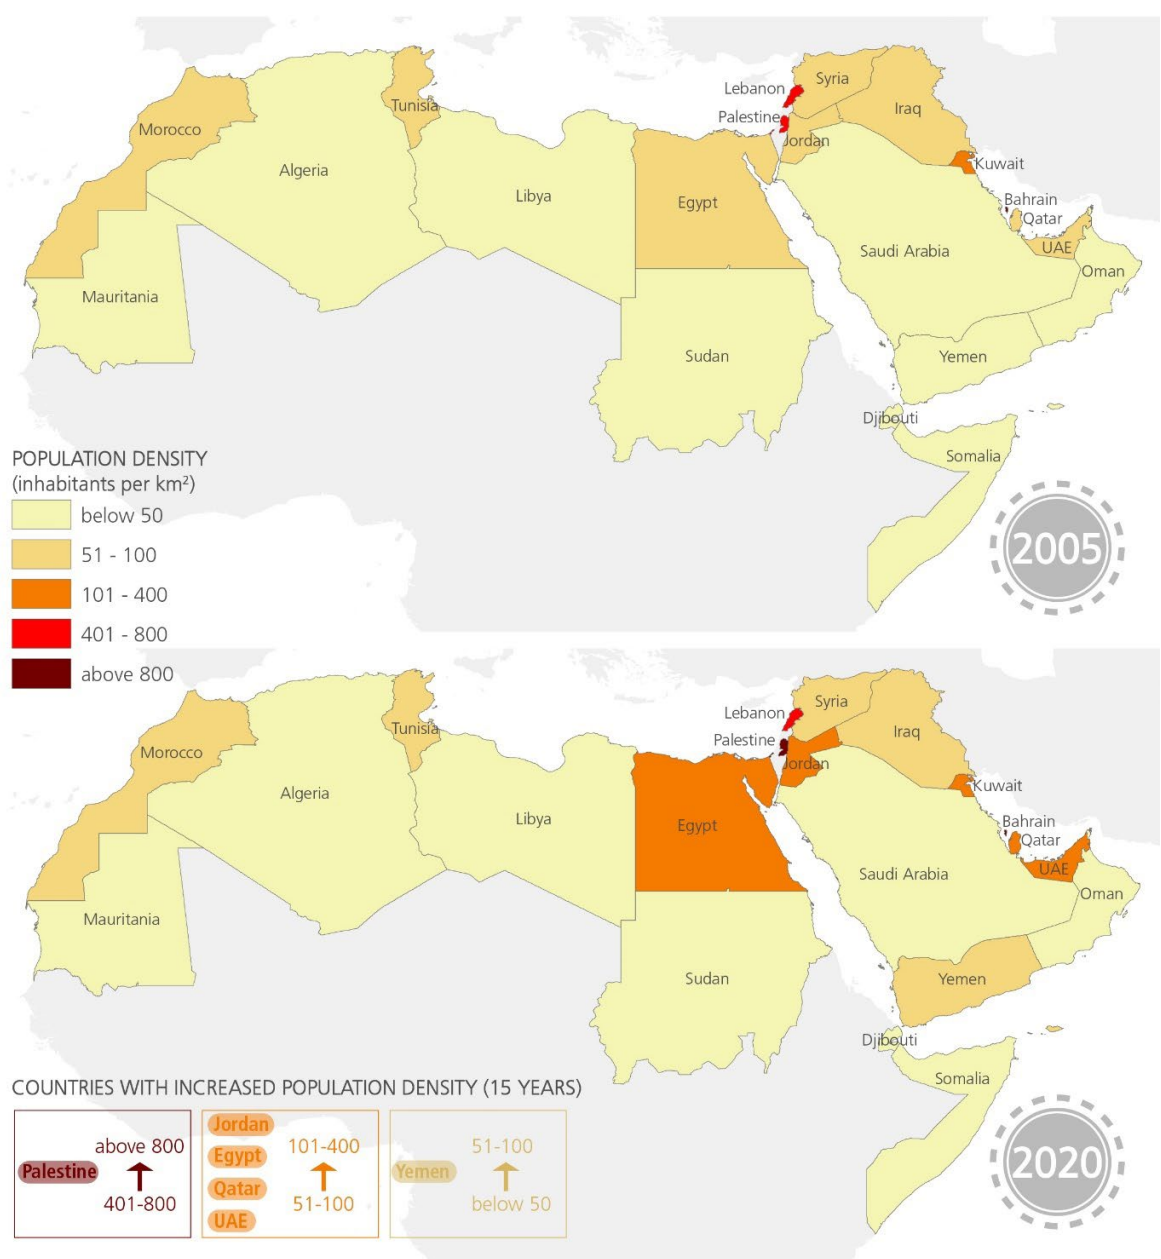 Lebanon
Syria
Palestine
Iraq
Tunisia
Morocco
Jordan
Kuwait
Algeria
Libya
Egypt
Bahrain
Qatar
Saudi Arabia
UAE
Oman
Mauritania
Sudan
Yemen
Djibouti
Somalia
POPULATION DENSITY
(inhabitants per km²)
below 50
51 - 100
101 - 400
401 - 800
above 800
2005
Lebanon
Syria
Palestine
Iraq
Tunisia
Morocco
Jordan
Kuwait
Algeria
Libya
Egypt
Bahrain
Qatar
Saudi Arabia
UAE
Oman
Mauritania
Sudan
Yemen
Djibouti
Somalia
2020
COUNTRIES WITH INCREASED POPULATION DENSITY (15 YEARS)
Palestine
above 800
401-800
Jordan
Egypt
Qatar
UAE
101-400
51-100
Yemen
51-100
below 50